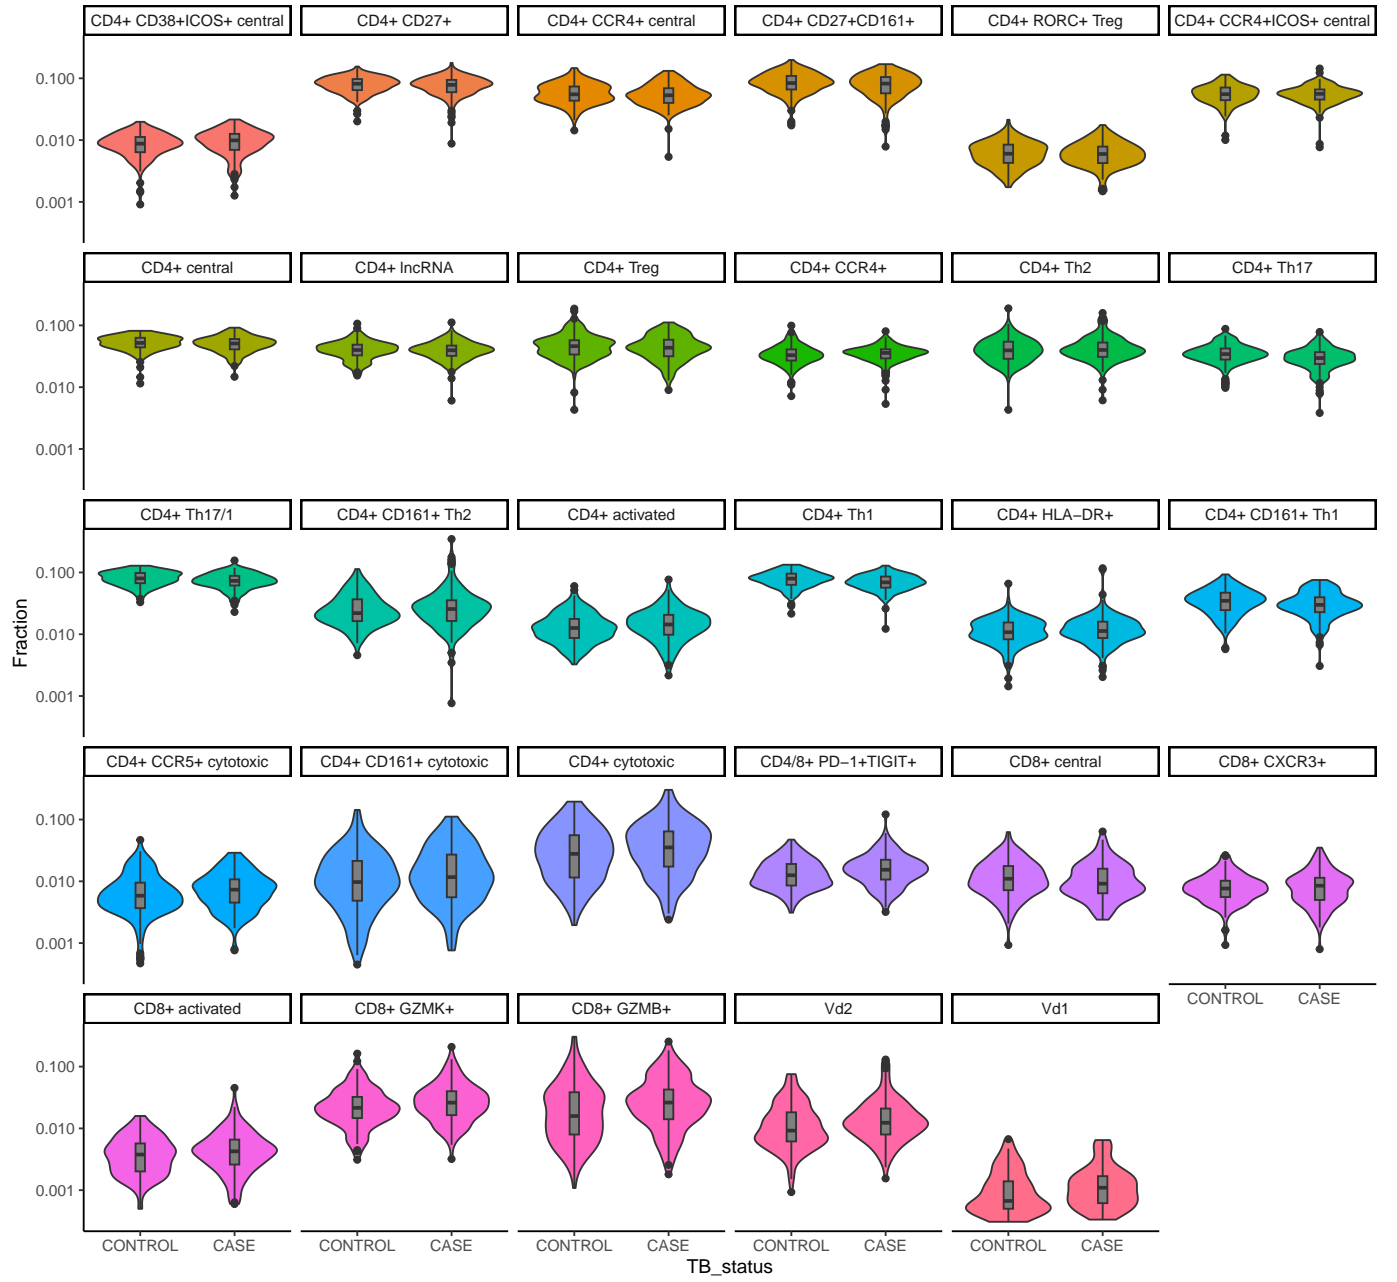 CD4+ CD38+ICOS+ central
CD4+ CD27+
CD4+ CCR4+ central
CD4+ CD27+CD161+
CD4+ RORC+ Treg
CD4+ CCR4+ICOS+ central
0.100
0.010
0.001
CD4+ central
CD4+ lncRNA
CD4+ Treg
CD4+ CCR4+
CD4+ Th2
CD4+ Th17
0.100
0.010
0.001
CD4+ Th17/1
CD4+ CD161+ Th2
CD4+ activated
CD4+ Th1
CD4+ HLA−DR+
CD4+ CD161+ Th1
0.100
0.010
0.001
Fraction
CD4+ CCR5+ cytotoxic
CD4+ CD161+ cytotoxic
CD4+ cytotoxic
CD4/8+ PD−1+TIGIT+
CD8+ central
CD8+ CXCR3+
0.100
0.010
0.001
CONTROL CASE
CD8+ activated
CD8+ GZMK+
CD8+ GZMB+
Vd2
Vd1
0.100
0.010
0.001
CONTROL CASE
CONTROL CASE
CONTROL CASE
CONTROL CASE
CONTROL CASE
TB_status